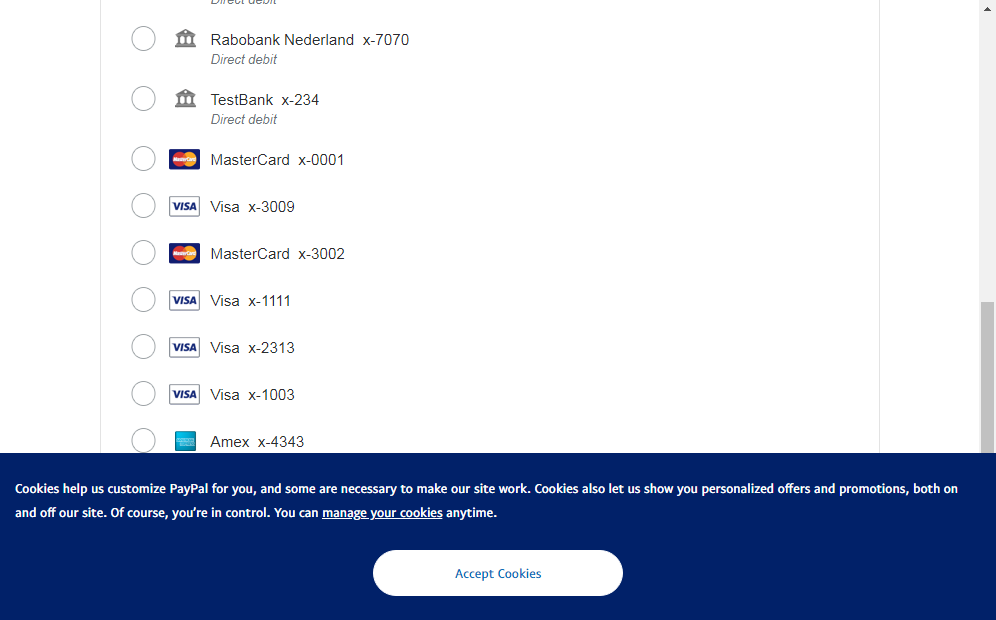 Direct debit
Rabobank Nederland x-7070
Direct debit
TestBank x-234
Direct debit
MasterCard MasterCard x-0001
VISA Visa x-3009
MasterCard MasterCard x-3002
VISA Visa x-1111
VISA Visa x-2313
VISA Visa x-1003
Amex x-4343
Cookies help us customize PayPal for you, and some are necessary to make our site work. Cookies also let us show you personalized offers and promotions, both on
and off our site. Of course, you’re in control. You can manage your cookies anytime.
Accept Cookies